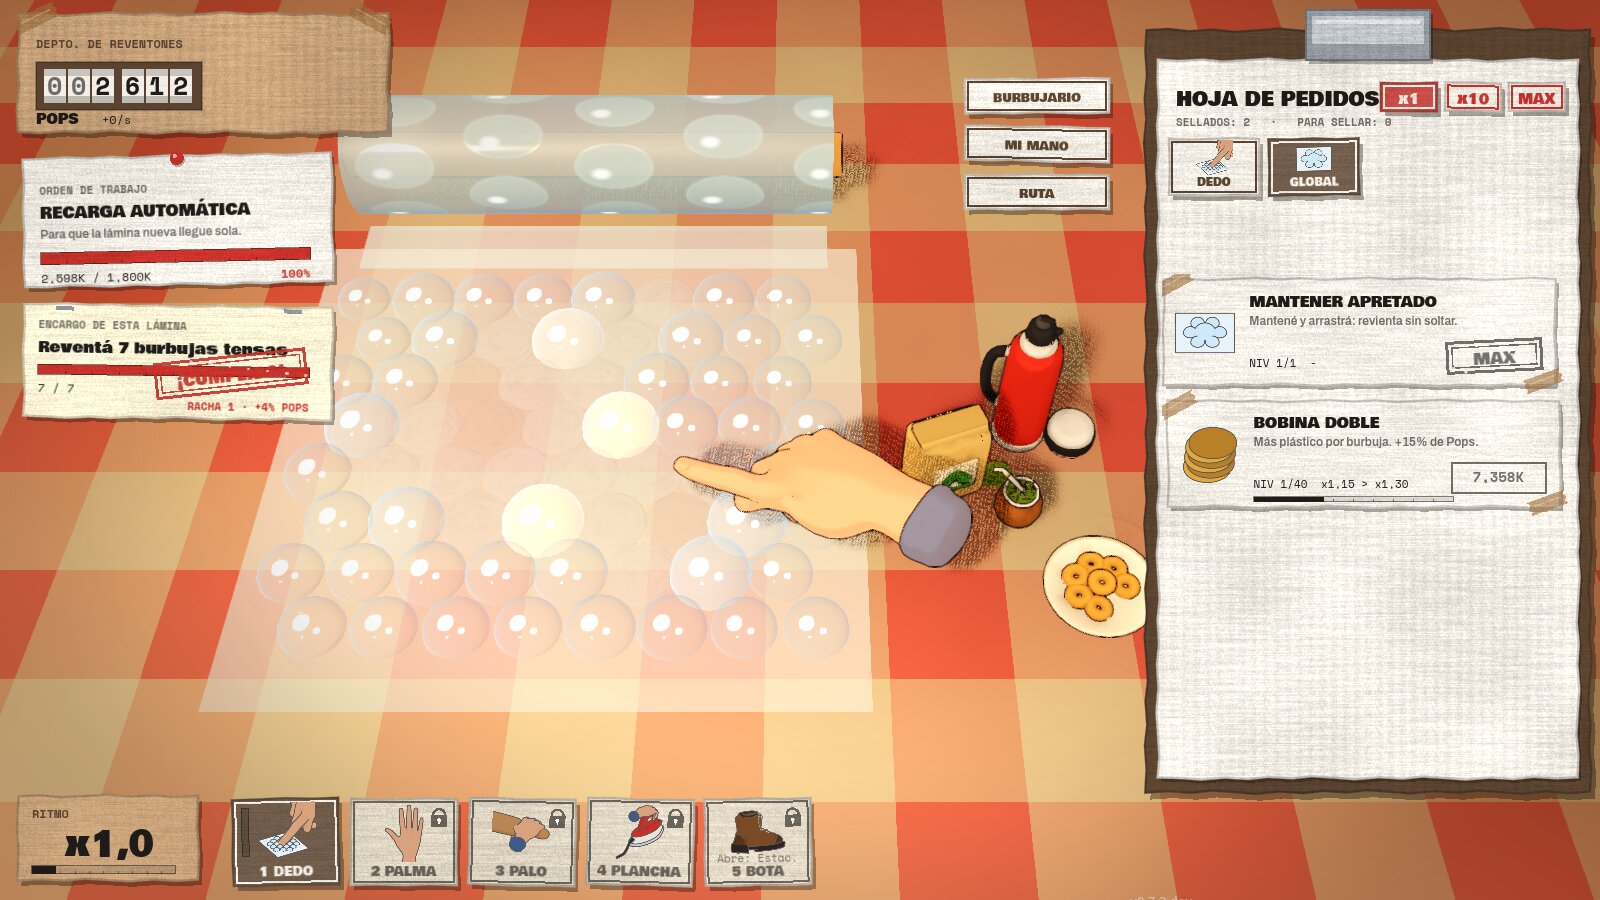 DEPTO. DE REVENTONES
002612
POPS +0/s
ORDEN DE TRABAJO
RECARGA AUTOMÁTICA
Para que la lámina nueva llegue sola.
2.598K / 1.800K 100%
ENCARGO DE ESTA LÁMINA
Reventá 7 burbujas tensas
7 / 7
RACHA 1 · +4% POPS
BURBUJARIO
MI MANO
RUTA
HOJA DE PEDIDOS
x1
x10
MAX
SELLADOS: 2 · PARA SELLAR: 0
DEDO
GLOBAL
MANTENER APRETADO
Mantené y arrastrá: revienta sin soltar.
NIV 1/1 -
MAX
BOBINA DOBLE
Más plástico por burbuja. +15% de Pops.
NIV 1/40 x1,15 > x1,30
7.358K
RITMO
x1,0
1 DEDO
2 PALMA
3 PALO
4 PLANCHA
Abre: Estac.
5 BOTA